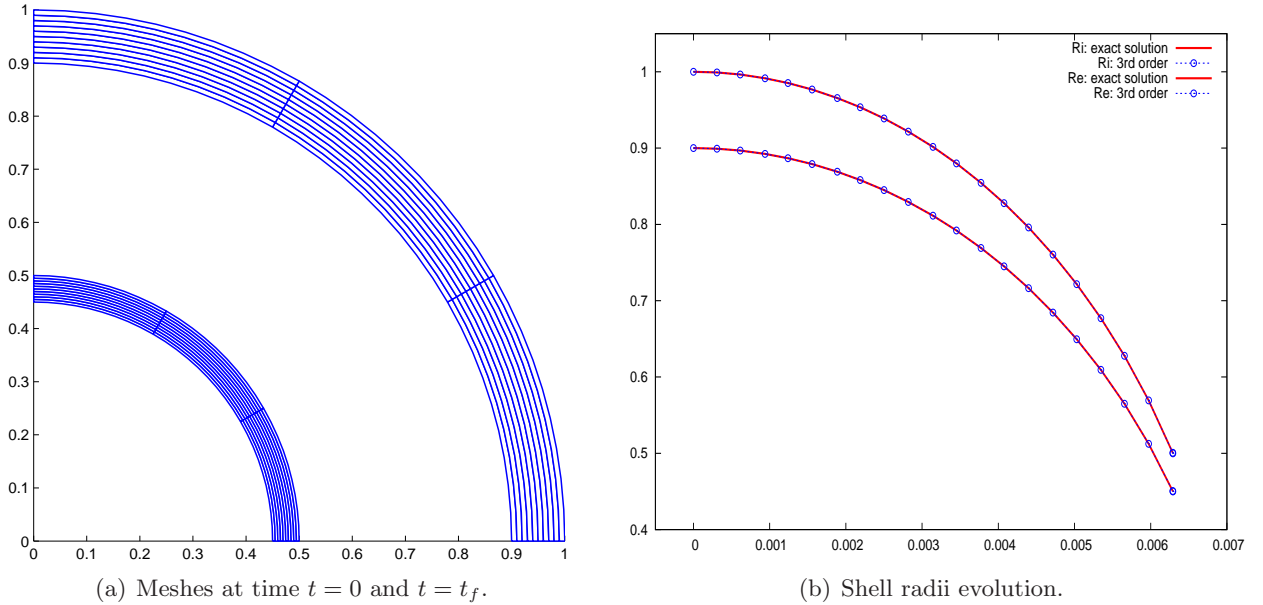 1
0.9
0.8
0.7
0.6
0.5
0.4
0.3
0.2
0.1
0
0 0.1 0.2 0.3 0.4 0.5 0.6 0.7 0.8 0.9 1
(a) Meshes at time t = 0 and t = t_f.
Ri: exact solution
Ri: 3rd order
Re: exact solution
Re: 3rd order
1
0.9
0.8
0.7
0.6
0.5
0.4
0 0.001 0.002 0.003 0.004 0.005 0.006 0.007
(b) Shell radii evolution.